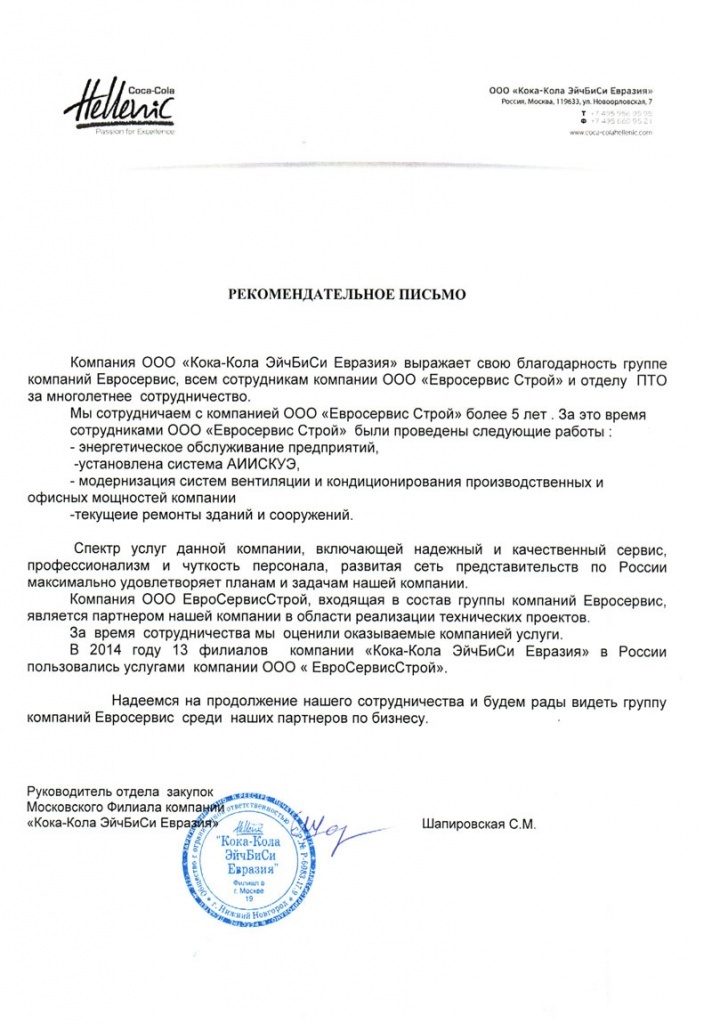 Coca-Cola
Hellenic
Passion for Excellence
ООО «Кока-Кола ЭйчБиСи Евразия»
Россия, Москва, 119633, ул. Новоорловская, 7
Т
Ф
www.coca-colahellenic.com
РЕКОМЕНДАТЕЛЬНОЕ ПИСЬМО
Компания ООО «Кока-Кола ЭйчБиСи Евразия» выражает свою благодарность группе
компаний Евросервис, всем сотрудникам компании ООО «Евросервис Строй» и отделу ПТО
за многолетнее сотрудничество.
Мы сотрудничаем с компанией ООО «Евросервис Строй» более 5 лет . За это время
сотрудниками ООО «Евросервис Строй» были проведены следующие работы :
- энергетическое обслуживание предприятий,
-установлена система АИИСКУЭ,
- модернизация систем вентиляции и кондиционирования производственных и
офисных мощностей компании
-текущеие ремонты зданий и сооружений.
Спектр услуг данной компании, включающей надежный и качественный сервис,
профессионализм и чуткость персонала, развитая сеть представительств по России
максимально удовлетворяет планам и задачам нашей компании.
Компания ООО ЕвроСервисСтрой, входящая в состав группы компаний Евросервис,
является партнером нашей компании в области реализации технических проектов.
За время сотрудничества мы оценили оказываемые компанией услуги.
В 2014 году 13 филиалов компании «Кока-Кола ЭйчБиСи Евразия» в России
пользовались услугами компании ООО « ЕвроСервисСтрой».
Надеемся на продолжение нашего сотрудничества и будем рады видеть группу
компаний Евросервис среди наших партнеров по бизнесу.
Руководитель отдела закупок
Московского Филиала компании
«Кока-Кола ЭйчБиСи Евразия»
Шапировская С.М.
Общество с ограниченной ответственностью
Hellenic
"Кока-Кола
ЭйчБиСи
Евразия"
Филиал в
г. Москве
19
г. Нижний Новгород